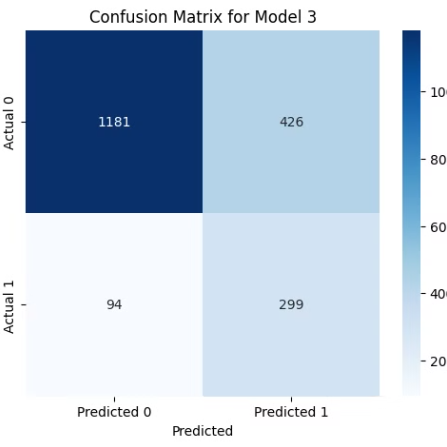 Confusion Matrix for Model 3
Actual 0
1181
426
Actual 1
94
299
Predicted 0
Predicted 1
Predicted